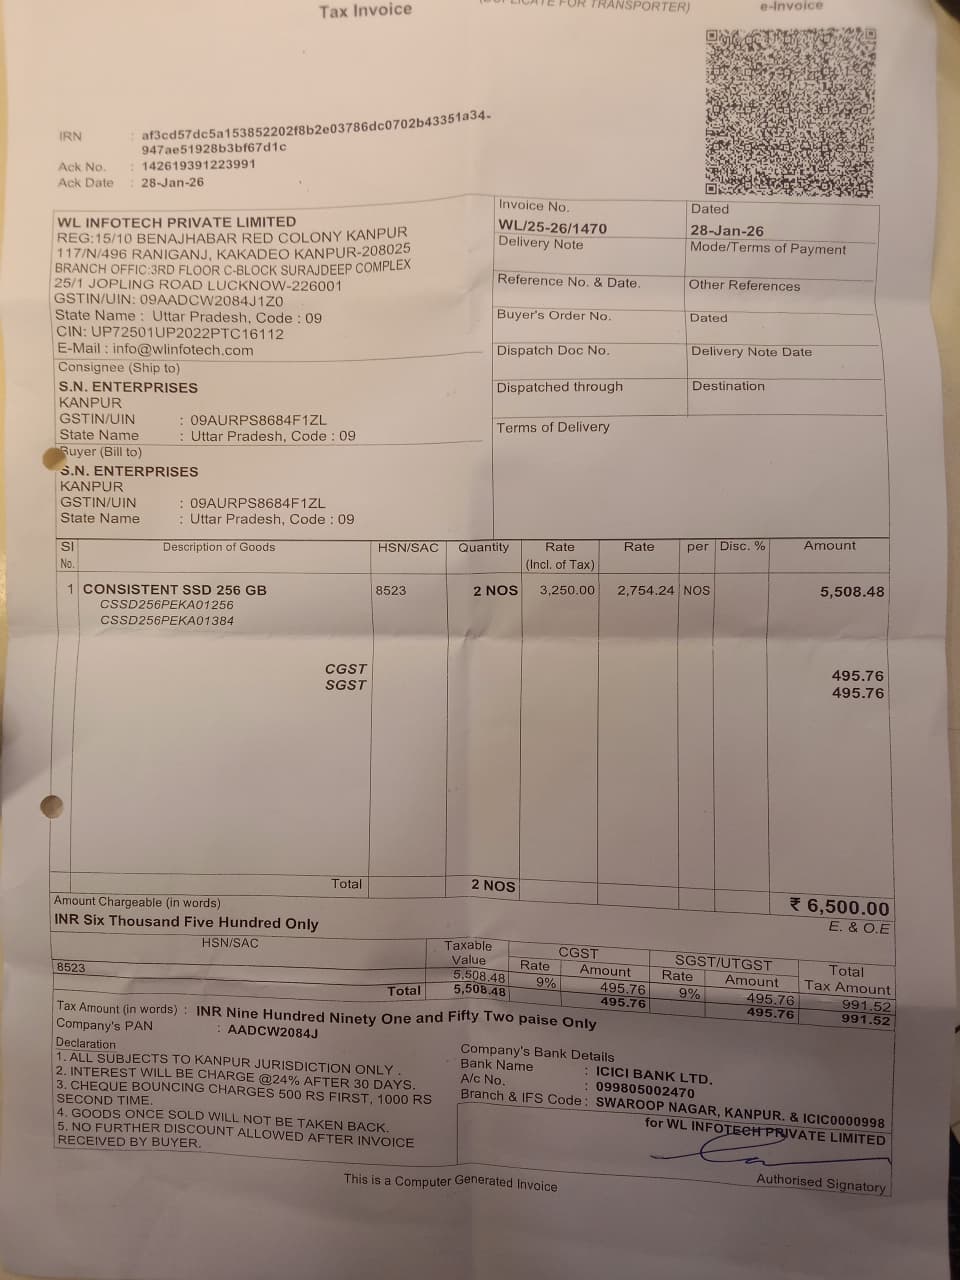 Tax Invoice
(DUPLICATE FOR TRANSPORTER)
e-Invoice
IRN : af3cd57dc5a153852202f8b2e03786dc0702b43351a34-
947ae51928b3bf67d1c
Ack No. : 142619391223991
Ack Date : 28-Jan-26
WL INFOTECH PRIVATE LIMITED
REG:15/10 BENAJHABAR RED COLONY KANPUR
117/N/496 RANIGANJ, KAKADEO KANPUR-208025
BRANCH OFFIC:3RD FLOOR C-BLOCK SURAJDEEP COMPLEX
25/1 JOPLING ROAD LUCKNOW-226001
GSTIN/UIN: 09AADCW2084J1Z0
State Name : Uttar Pradesh, Code : 09
CIN: UP72501UP2022PTC16112
E-Mail : info@wlinfotech.com
Invoice No.
WL/25-26/1470
Dated
28-Jan-26
Delivery Note
Mode/Terms of Payment
Reference No. & Date.
Other References
Buyer's Order No.
Dated
Dispatch Doc No.
Delivery Note Date
Dispatched through
Destination
Terms of Delivery
Consignee (Ship to)
S.N. ENTERPRISES
KANPUR
GSTIN/UIN : 09AURPS8684F1ZL
State Name : Uttar Pradesh, Code : 09
Buyer (Bill to)
S.N. ENTERPRISES
KANPUR
GSTIN/UIN : 09AURPS8684F1ZL
State Name : Uttar Pradesh, Code : 09
Sl No. Description of Goods HSN/SAC Quantity Rate (Incl. of Tax) Rate per Disc. % Amount
1 CONSISTENT SSD 256 GB 8523 2 NOS 3,250.00 2,754.24 NOS 5,508.48
CSSD256PEKA01256
CSSD256PEKA01384
CGST 495.76
SGST 495.76
Total 2 NOS ₹ 6,500.00
Amount Chargeable (in words)
E. & O.E
INR Six Thousand Five Hundred Only
HSN/SAC Taxable Value CGST SGST/UTGST Total Tax Amount
Rate Amount Rate Amount
8523 5,508.48 9% 495.76 9% 495.76 991.52
Total 5,508.48 495.76 495.76 991.52
Tax Amount (in words) : INR Nine Hundred Ninety One and Fifty Two paise Only
Company's PAN : AADCW2084J
Declaration
1. ALL SUBJECTS TO KANPUR JURISDICTION ONLY .
2. INTEREST WILL BE CHARGE @24% AFTER 30 DAYS.
3. CHEQUE BOUNCING CHARGES 500 RS FIRST, 1000 RS
SECOND TIME.
4. GOODS ONCE SOLD WILL NOT BE TAKEN BACK.
5. NO FURTHER DISCOUNT ALLOWED AFTER INVOICE
RECEIVED BY BUYER.
Company's Bank Details
Bank Name : ICICI BANK LTD.
A/c No. : 099805002470
Branch & IFS Code : SWAROOP NAGAR, KANPUR. & ICIC0000998
for WL INFOTECH PRIVATE LIMITED
Authorised Signatory
This is a Computer Generated Invoice